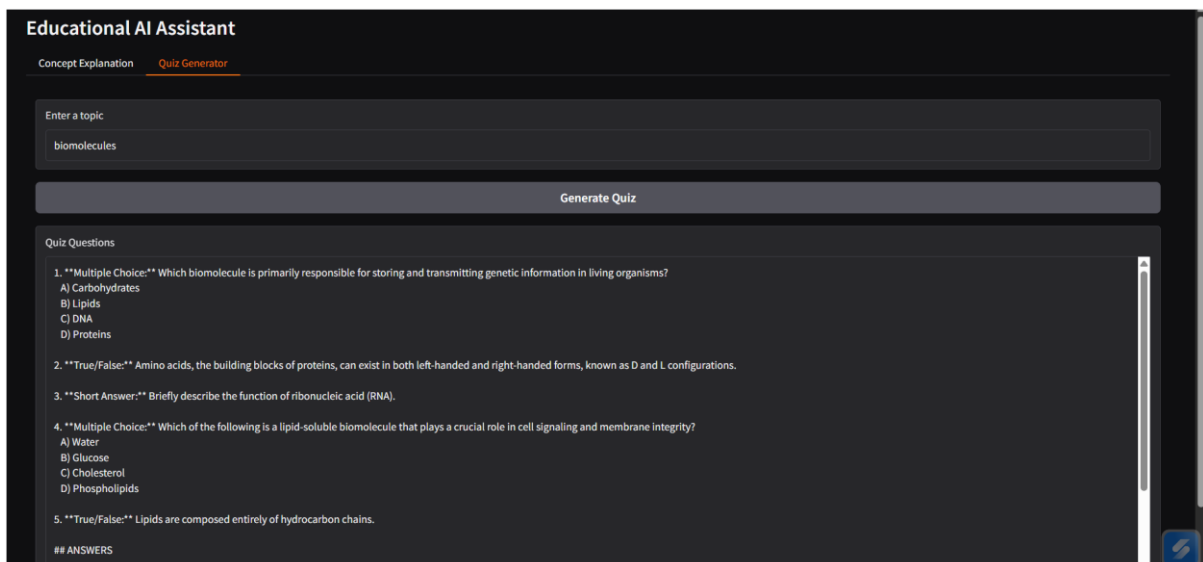 Educational AI Assistant
Concept Explanation Quiz Generator
Enter a topic
biomolecules
Generate Quiz
Quiz Questions
1. **Multiple Choice:** Which biomolecule is primarily responsible for storing and transmitting genetic information in living organisms?
A) Carbohydrates
B) Lipids
C) DNA
D) Proteins
2. **True/False:** Amino acids, the building blocks of proteins, can exist in both left-handed and right-handed forms, known as D and L configurations.
3. **Short Answer:** Briefly describe the function of ribonucleic acid (RNA).
4. **Multiple Choice:** Which of the following is a lipid-soluble biomolecule that plays a crucial role in cell signaling and membrane integrity?
A) Water
B) Glucose
C) Cholesterol
D) Phospholipids
5. **True/False:** Lipids are composed entirely of hydrocarbon chains.
## ANSWERS